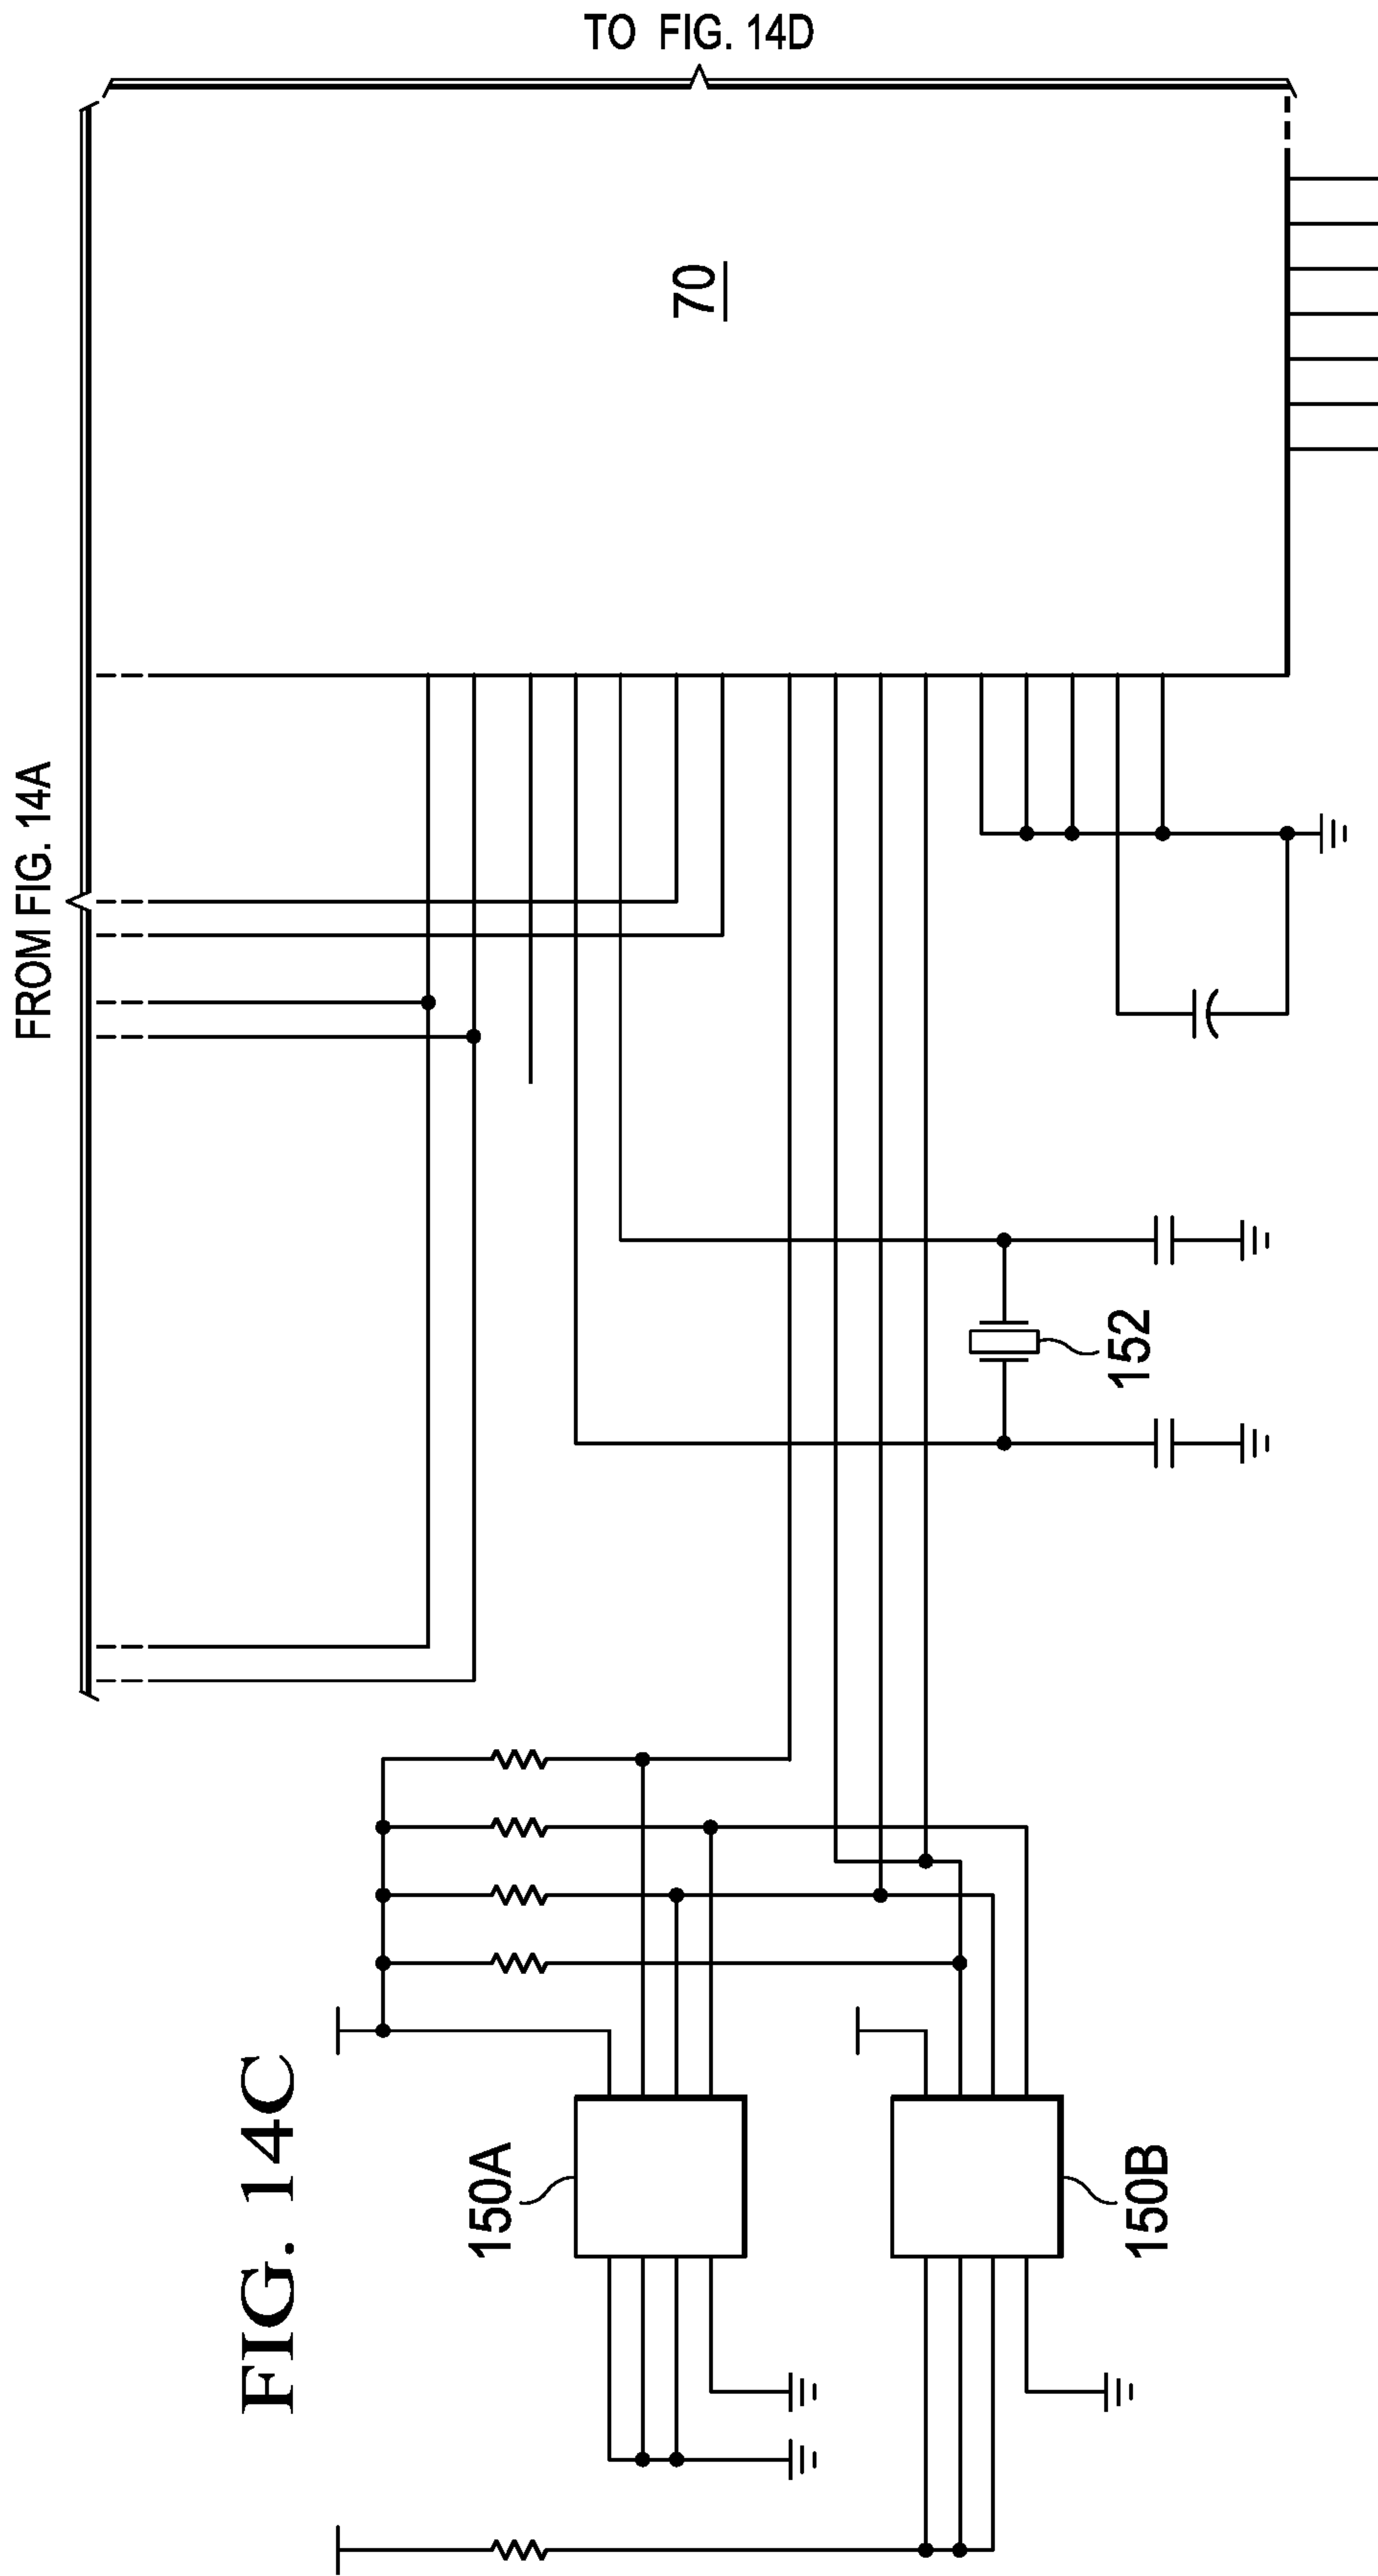 TO FIG. 14D
FROM FIG. 14A
70
152
FIG. 14C
150A
150B